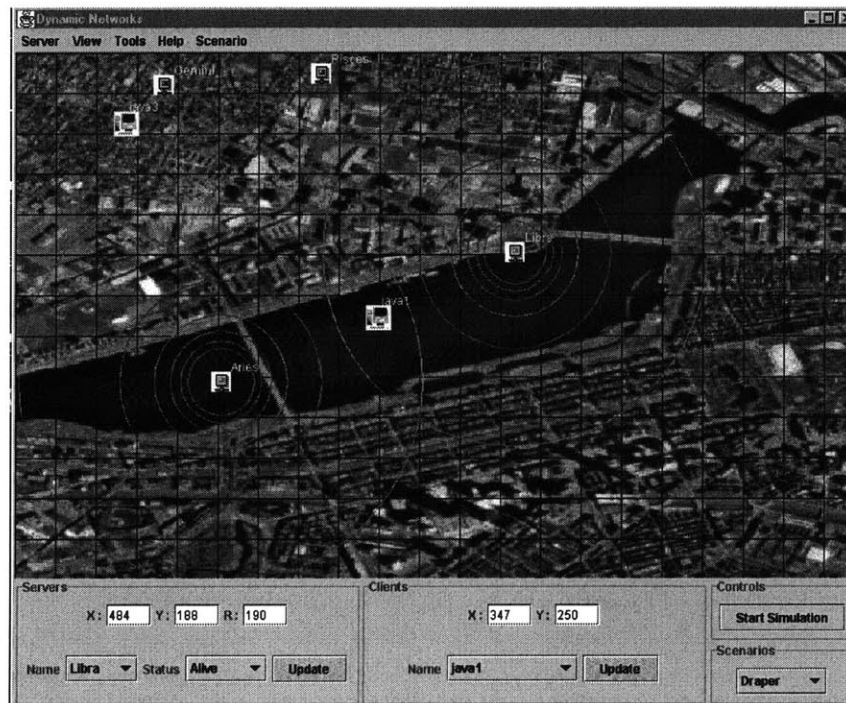 Dynamic Networks
Server View Tools Help Scenario
Pisces
Gemini
java3
Libra
java1
Aries
Servers
X: 484 Y: 188 R: 190
Name Libra Status Alive Update
Clients
X: 347 Y: 250
Name java1 Update
Controls
Start Simulation
Scenarios
Draper